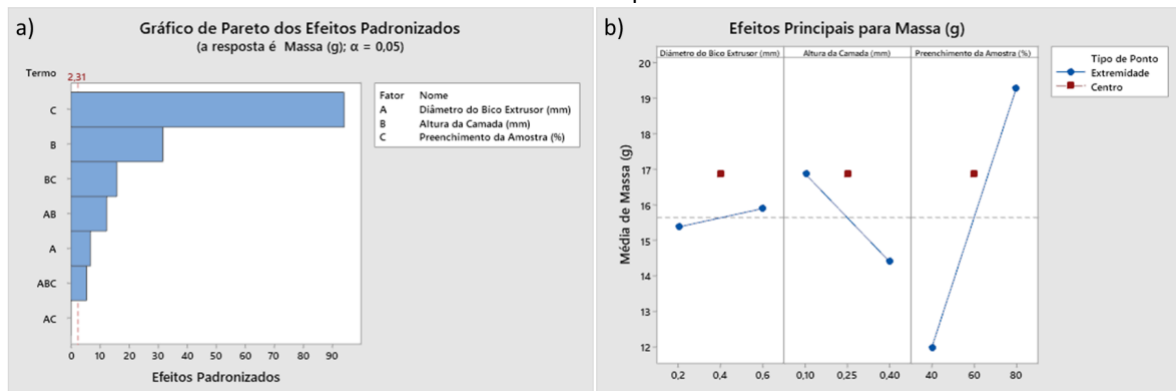 a)
Gráfico de Pareto dos Efeitos Padronizados
(a resposta é Massa (g); α = 0,05)
Termo
2,31
C
B
BC
AB
A
ABC
AC
0 10 20 30 40 50 60 70 80 90
Efeitos Padronizados
Fator Nome
A Diâmetro do Bico Extrusor (mm)
B Altura da Camada (mm)
C Preenchimento da Amostra (%)
b)
Efeitos Principais para Massa (g)
Diâmetro do Bico Extrusor (mm) Altura da Camada (mm) Preenchimento da Amostra (%)
Média de Massa (g)
20
19
18
17
16
15
14
13
12
0,2 0,4 0,6 0,10 0,25 0,40 40 60 80
Tipo de Ponto
Extremidade
Centro